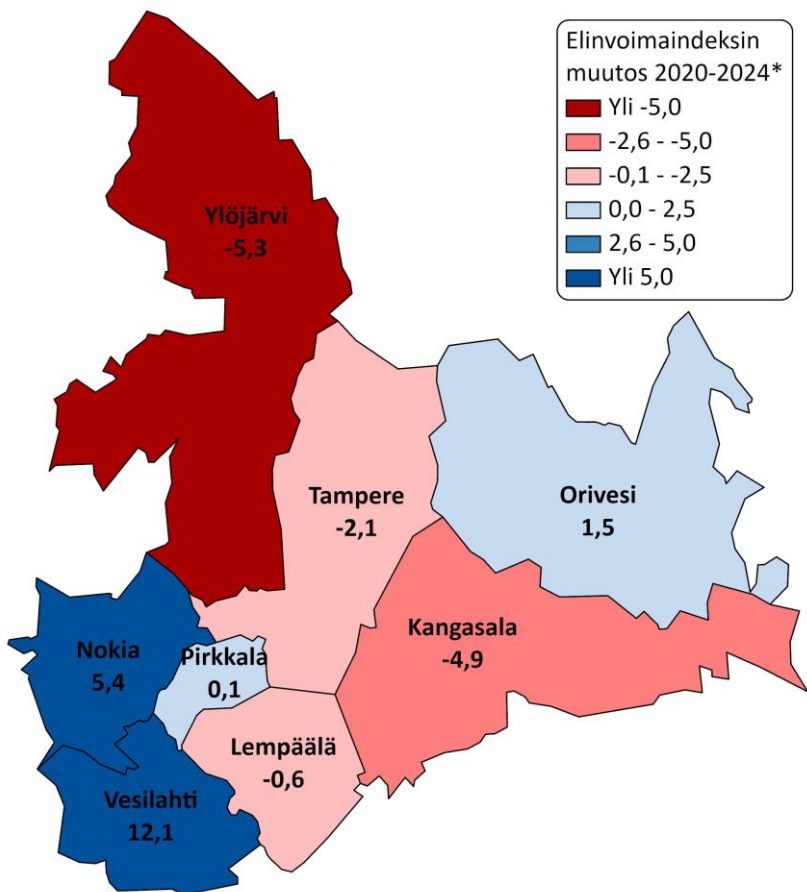 Elinvoimaindeksin
muutos 2020-2024*
Yli -5,0
-2,6 - -5,0
-0,1 - -2,5
0,0 - 2,5
2,6 - 5,0
Yli 5,0
Ylöjärvi
-5,3
Tampere
-2,1
Orivesi
1,5
Kangasala
-4,9
Nokia
5,4
Pirkkala
0,1
Lempäälä
-0,6
Vesilahti
12,1